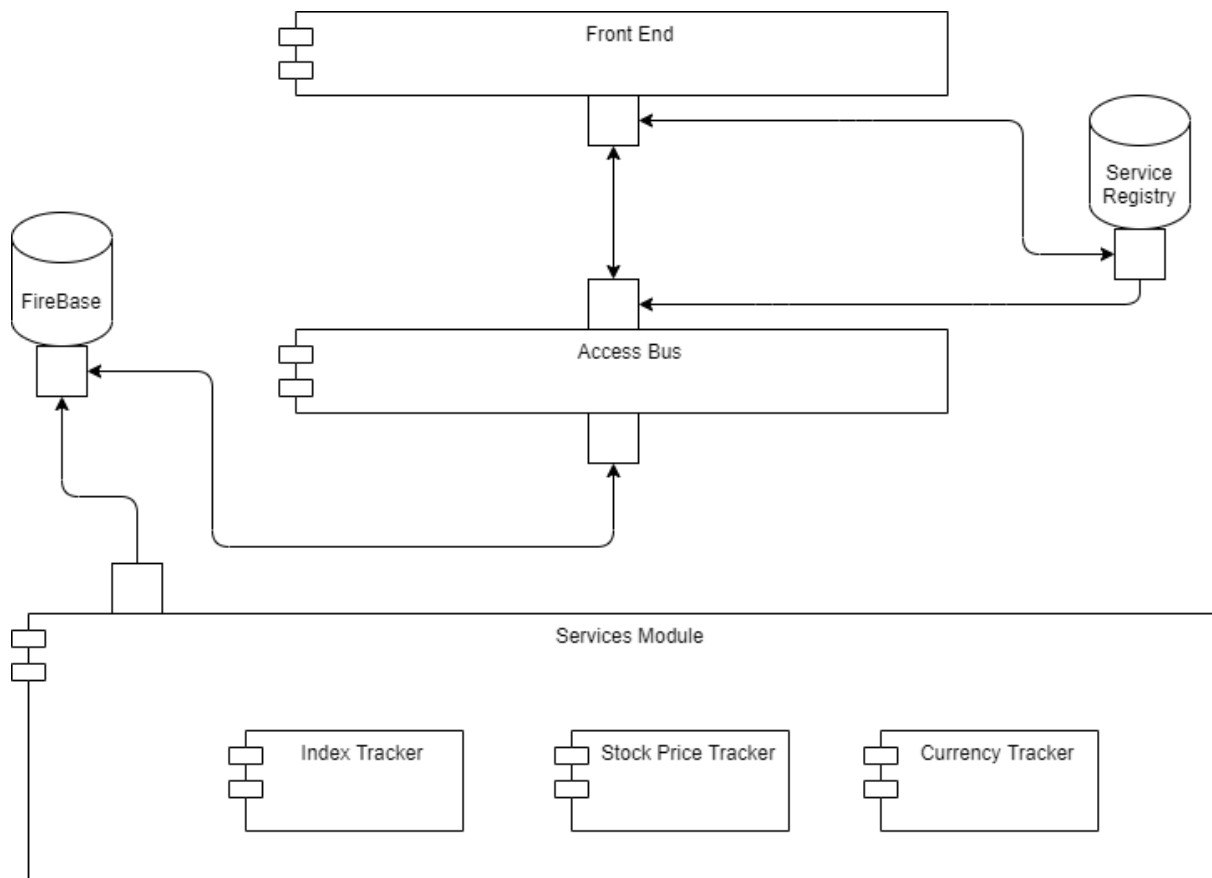 Front End
Service
Registry
FireBase
Access Bus
Services Module
Index Tracker
Stock Price Tracker
Currency Tracker